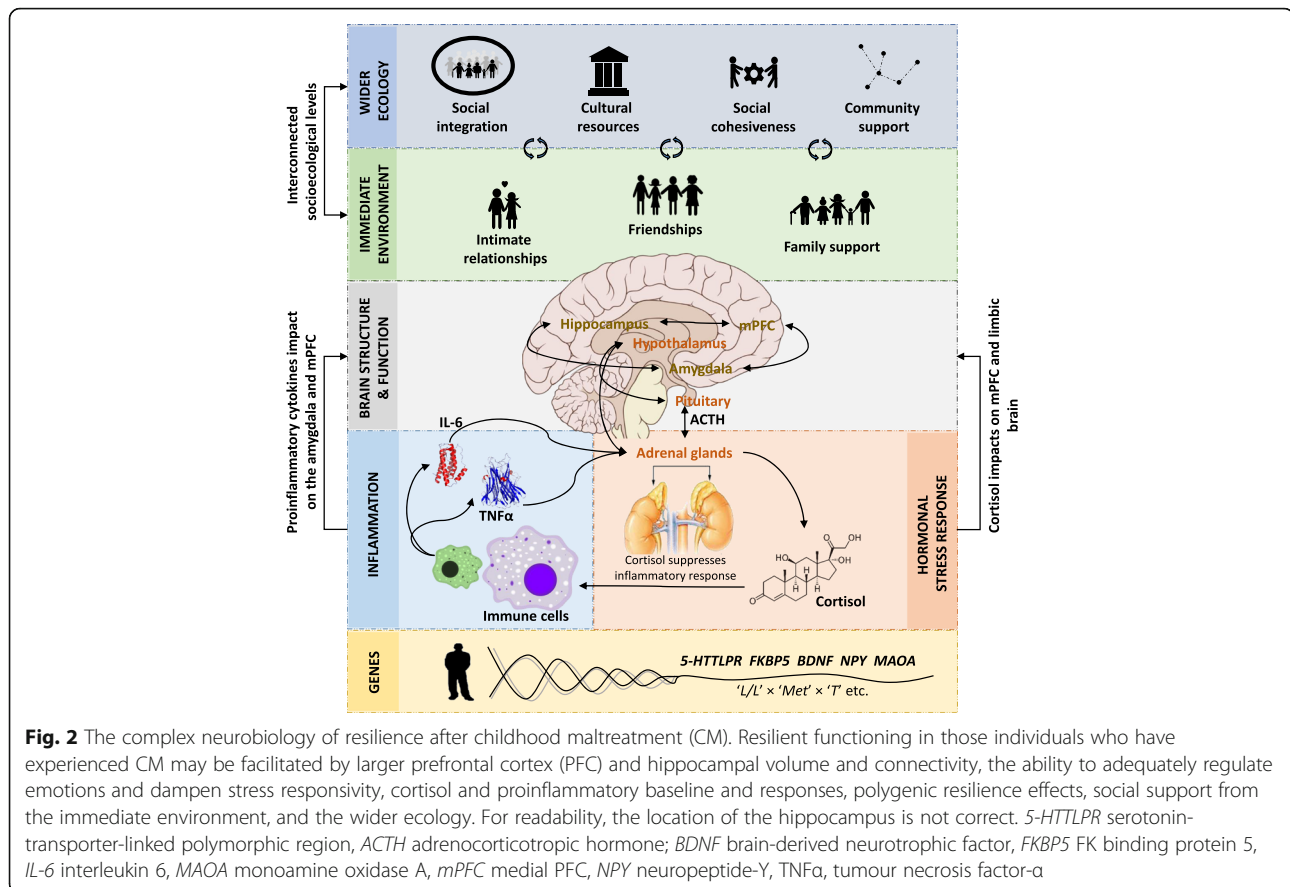 Interconnected
socioecological levels
WIDER
ECOLOGY
Social
integration
Cultural
resources
Social
cohesiveness
Community
support
IMMEDIATE
ENVIRONMENT
Intimate
relationships
Friendships
Family support
Proinflammatory cytokines impact
on the amygdala and mPFC
BRAIN STRUCTURE
& FUNCTION
Hippocampus
mPFC
Hypothalamus
Amygdala
Pituitary
ACTH
Cortisol impacts on mPFC and limbic
brain
INFLAMMATION
IL-6
TNFα
Immune cells
Adrenal glands
Cortisol suppresses
inflammatory response
O
OH
HO
OH
H
H
H
O
Cortisol
HORMONAL
STRESS RESPONSE
GENES
5-HTTLPR FKBP5 BDNF NPY MAOA
‘L/L’ × ‘Met’ × ‘T’ etc.
Fig. 2 The complex neurobiology of resilience after childhood maltreatment (CM). Resilient functioning in those individuals who have
experienced CM may be facilitated by larger prefrontal cortex (PFC) and hippocampal volume and connectivity, the ability to adequately regulate
emotions and dampen stress responsivity, cortisol and proinflammatory baseline and responses, polygenic resilience effects, social support from
the immediate environment, and the wider ecology. For readability, the location of the hippocampus is not correct. 5-HTTLPR serotonin-
transporter-linked polymorphic region, ACTH adrenocorticotropic hormone; BDNF brain-derived neurotrophic factor, FKBP5 FK binding protein 5,
IL-6 interleukin 6, MAOA monoamine oxidase A, mPFC medial PFC, NPY neuropeptide-Y, TNFα, tumour necrosis factor-α